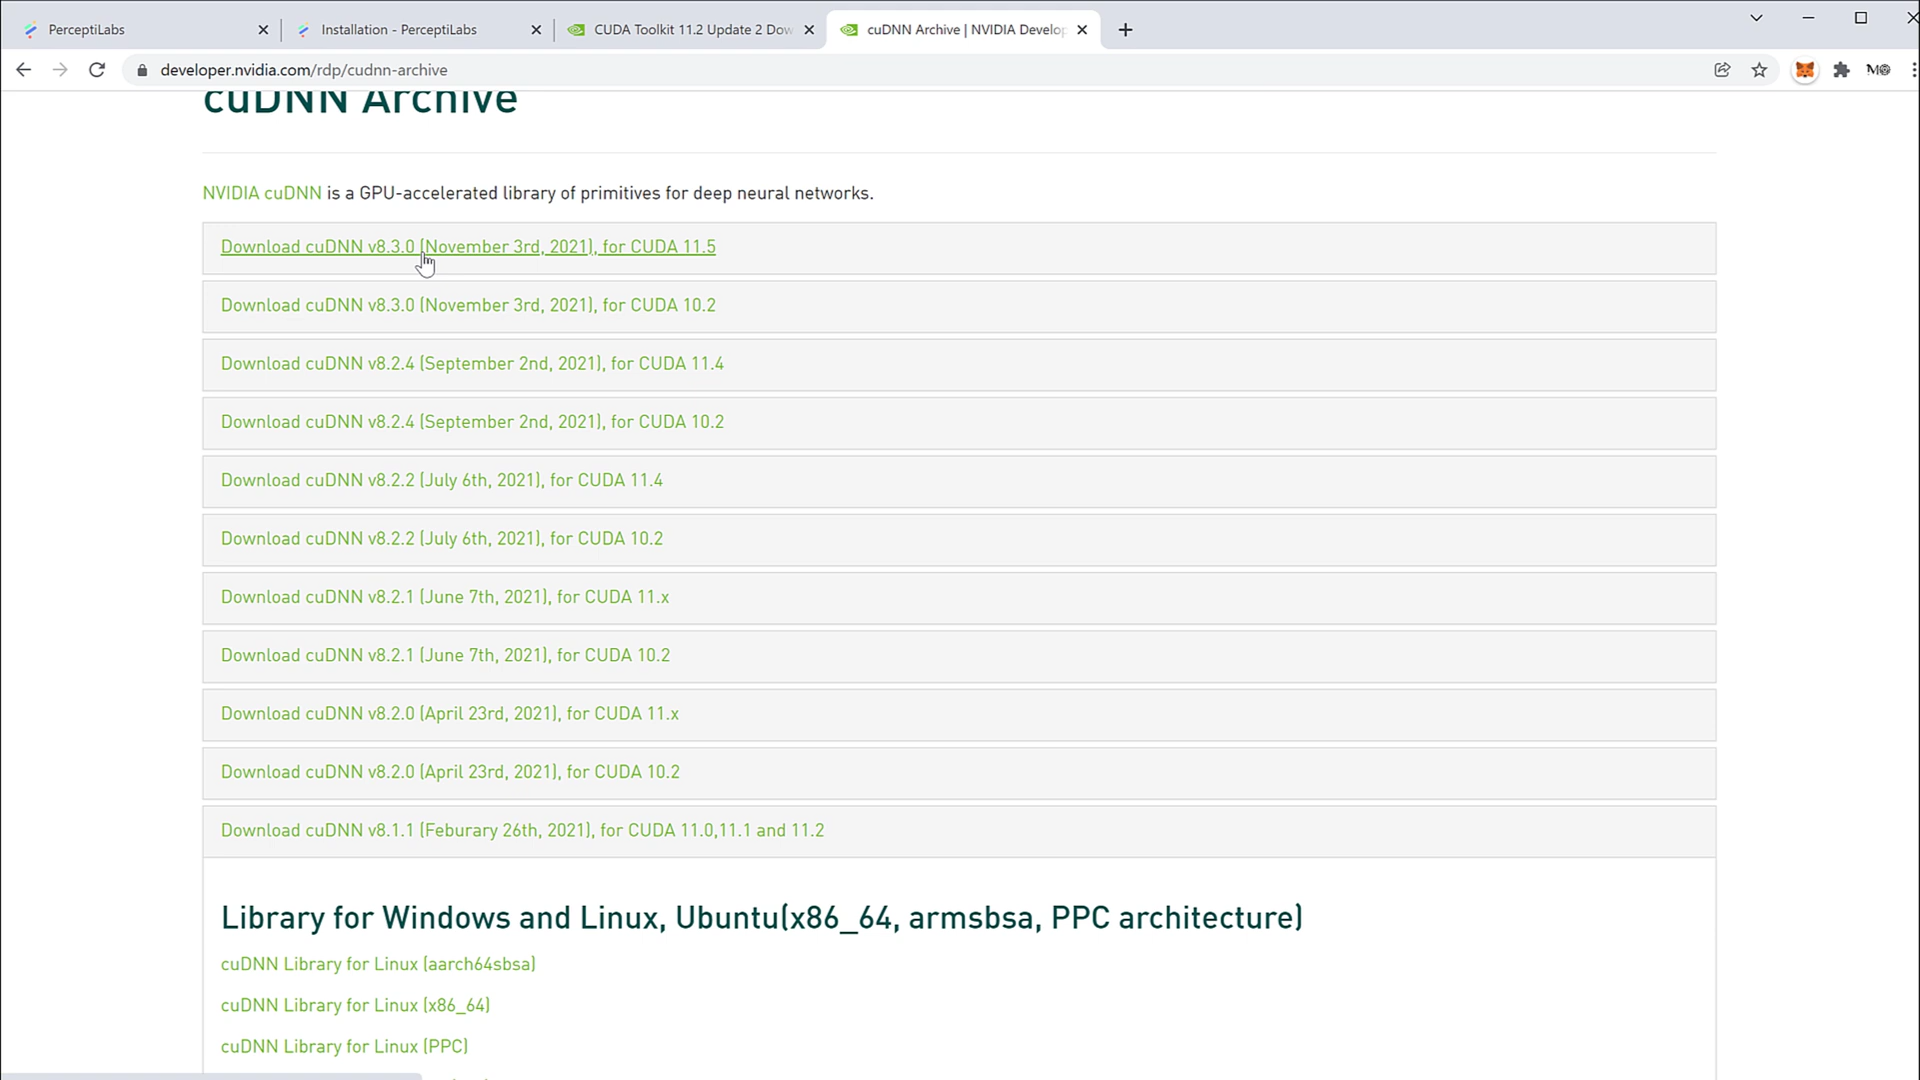 PerceptiLabs
Installation - PerceptiLabs
CUDA Toolkit 11.2 Update 2 Dow
cuDNN Archive | NVIDIA Develop
developer.nvidia.com/rdp/cudnn-archive
cuDNN Archive
NVIDIA cuDNN is a GPU-accelerated library of primitives for deep neural networks.
Download cuDNN v8.3.0 (November 3rd, 2021), for CUDA 11.5
Download cuDNN v8.3.0 (November 3rd, 2021), for CUDA 10.2
Download cuDNN v8.2.4 (September 2nd, 2021), for CUDA 11.4
Download cuDNN v8.2.4 (September 2nd, 2021), for CUDA 10.2
Download cuDNN v8.2.2 (July 6th, 2021), for CUDA 11.4
Download cuDNN v8.2.2 (July 6th, 2021), for CUDA 10.2
Download cuDNN v8.2.1 (June 7th, 2021), for CUDA 11.x
Download cuDNN v8.2.1 (June 7th, 2021), for CUDA 10.2
Download cuDNN v8.2.0 (April 23rd, 2021), for CUDA 11.x
Download cuDNN v8.2.0 (April 23rd, 2021), for CUDA 10.2
Download cuDNN v8.1.1 (Feburary 26th, 2021), for CUDA 11.0,11.1 and 11.2
Library for Windows and Linux, Ubuntu(x86_64, armsbsa, PPC architecture)
cuDNN Library for Linux (aarch64sbsa)
cuDNN Library for Linux (x86_64)
cuDNN Library for Linux (PPC)